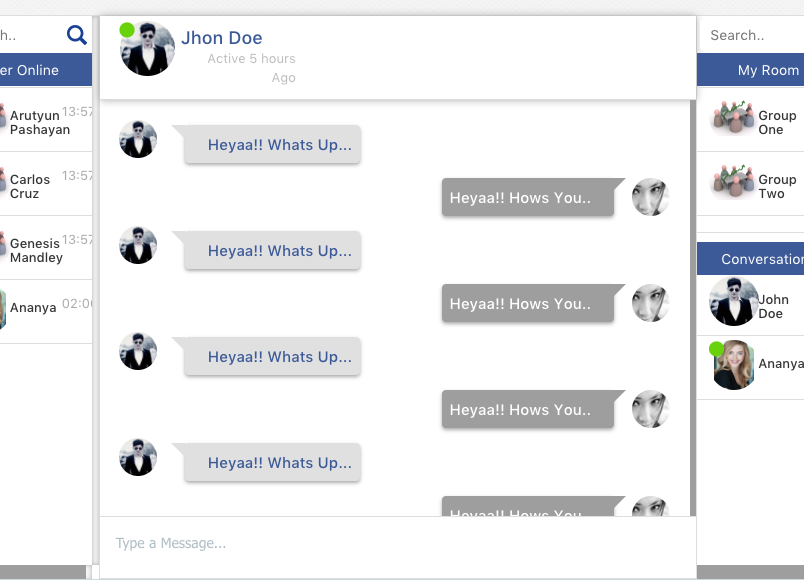 h..
er Online
Arutyun 13:57
Pashayan
Carlos 13:57
Cruz
Genesis 13:57
Mandley
Ananya 02:0
Jhon Doe
Active 5 hours
Ago
Heyaa!! Whats Up...
Heyaa!! Hows You..
Heyaa!! Whats Up...
Heyaa!! Hows You..
Heyaa!! Whats Up...
Heyaa!! Hows You..
Heyaa!! Whats Up...
Heyaa!! Hows You..
Type a Message...
Search..
My Room
Group
One
Group
Two
Conversation
John
Doe
Ananya